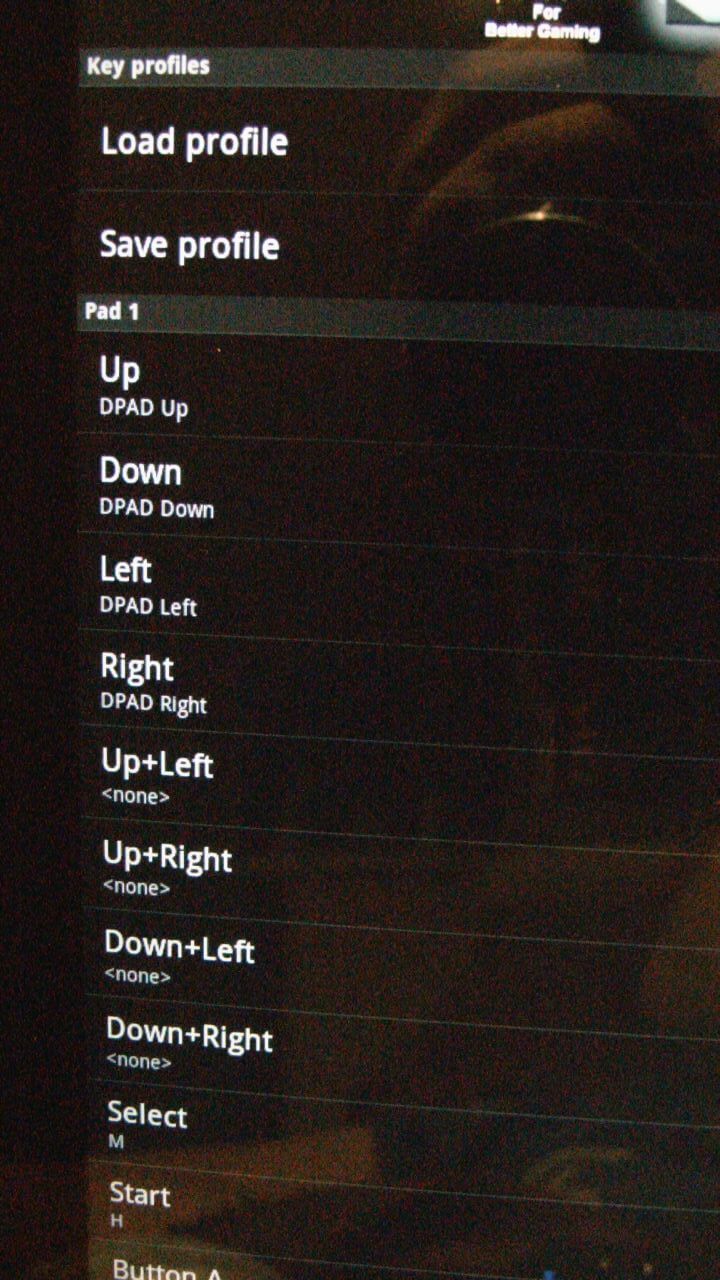 For
Better Gaming
Key profiles
Load profile
Save profile
Pad 1
Up
DPAD Up
Down
DPAD Down
Left
DPAD Left
Right
DPAD Right
Up+Left
<none>
Up+Right
<none>
Down+Left
<none>
Down+Right
<none>
Select
M
Start
H
Button A